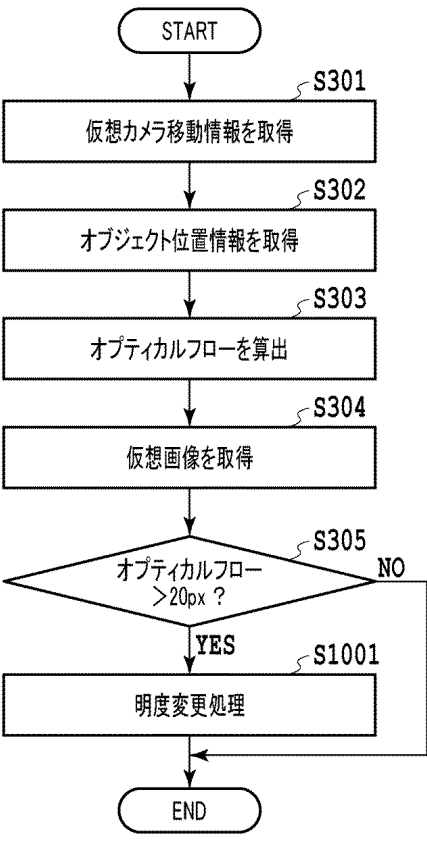 START
S301
仮想カメラ移動情報を取得
S302
オブジェクト位置情報を取得
S303
オプティカルフローを算出
S304
仮想画像を取得
S305
オプティカルフロー
>20px ?
NO
YES
S1001
明度変更処理
END